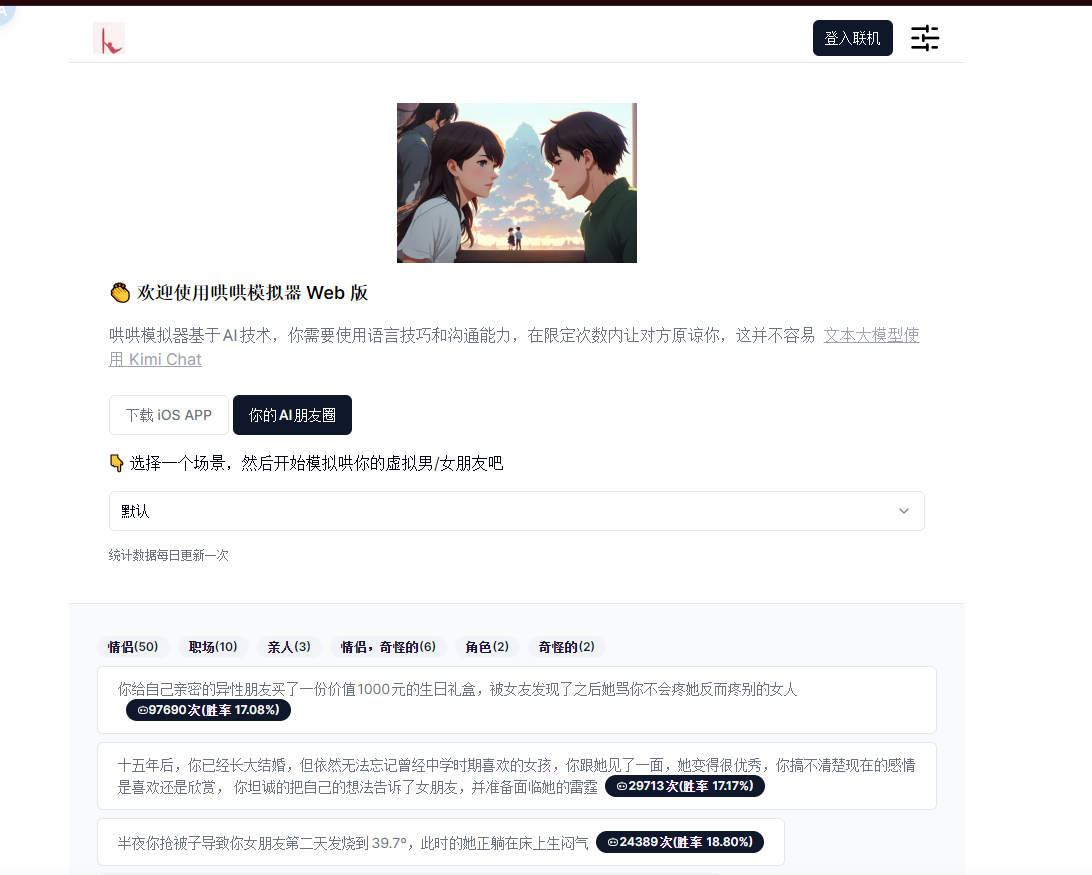 登入联机
👏 欢迎使用哄哄模拟器 Web 版
哄哄模拟器基于AI技术，你需要使用语言技巧和沟通能力，在限定次数内让对方原谅你，这并不容易 文本大模型使
用 Kimi Chat
下载 iOS APP 你的AI朋友圈
👇 选择一个场景，然后开始模拟哄你的虚拟男/女朋友吧
默认
统计数据每日更新一次
情侣(50) 职场(10) 亲人(3) 情侣，奇怪的(6) 角色(2) 奇怪的(2)
你给自己亲密的异性朋友买了一份价值1000元的生日礼盒，被女友发现了之后她骂你不会疼她反而疼别的女人
97690次(胜率 17.08%)
十五年后，你已经长大结婚，但依然无法忘记曾经中学时期喜欢的女孩，你跟她见了一面，她变得很优秀，你搞不清楚现在的感情
是喜欢还是欣赏， 你坦诚的把自己的想法告诉了女朋友，并准备面临她的雷霆 29713次(胜率 17.17%)
半夜你抢被子导致你女朋友第二天发烧到39.7°，此时的她正躺在床上生闷气 24389次(胜率 18.80%)